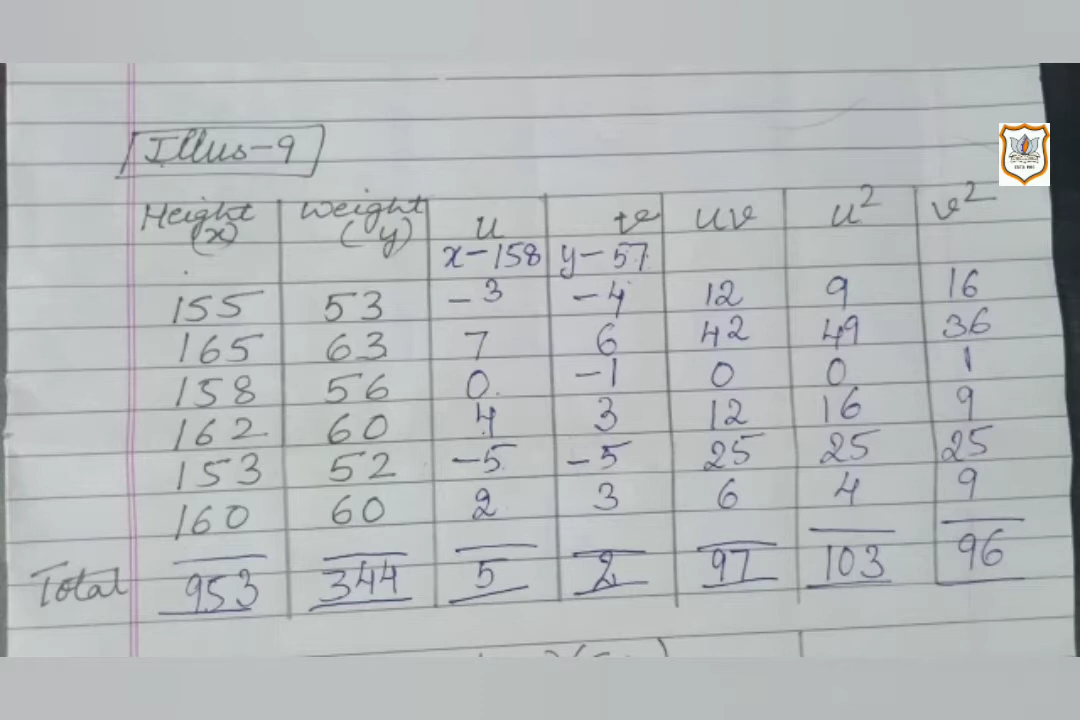 Illus-9
Height (x) Weight (y) u v uv u² v²
x-158 y-57
155 53 -3 -4 12 9 16
165 63 7 6 42 49 36
158 56 0 -1 0 0 1
162 60 4 3 12 16 9
153 52 -5 -5 25 25 25
160 60 2 3 6 4 9
Total 953 344 5 2 97 103 96